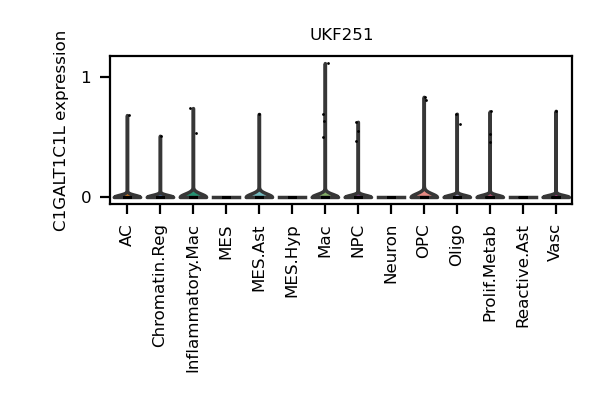 UKF251
C1GALT1C1L expression
1
0
AC
Chromatin.Reg
Inflammatory.Mac
MES
MES.Ast
MES.Hyp
Mac
NPC
Neuron
OPC
Oligo
Prolif.Metab
Reactive.Ast
Vasc